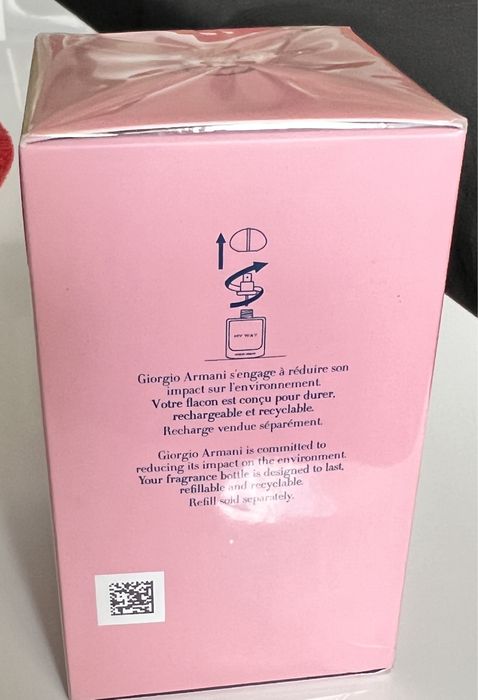 MY WAY
Giorgio Armani s'engage à réduire son
impact sur l'environnement.
Votre flacon est conçu pour durer,
rechargeable et recyclable.
Recharge vendue séparément.
Giorgio Armani is committed to
reducing its impact on the environment.
Your fragrance bottle is designed to last,
refillable and recyclable.
Refill sold separately.